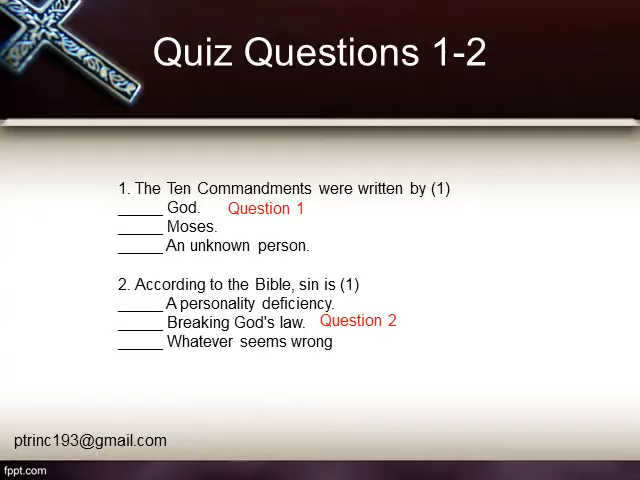 Quiz Questions 1-2
1. The Ten Commandments were written by (1)
_____ God. Question 1
_____ Moses.
_____ An unknown person.
2. According to the Bible, sin is (1)
_____ A personality deficiency.
_____ Breaking God's law. Question 2
_____ Whatever seems wrong
ptrinc193@gmail.com
fppt.com